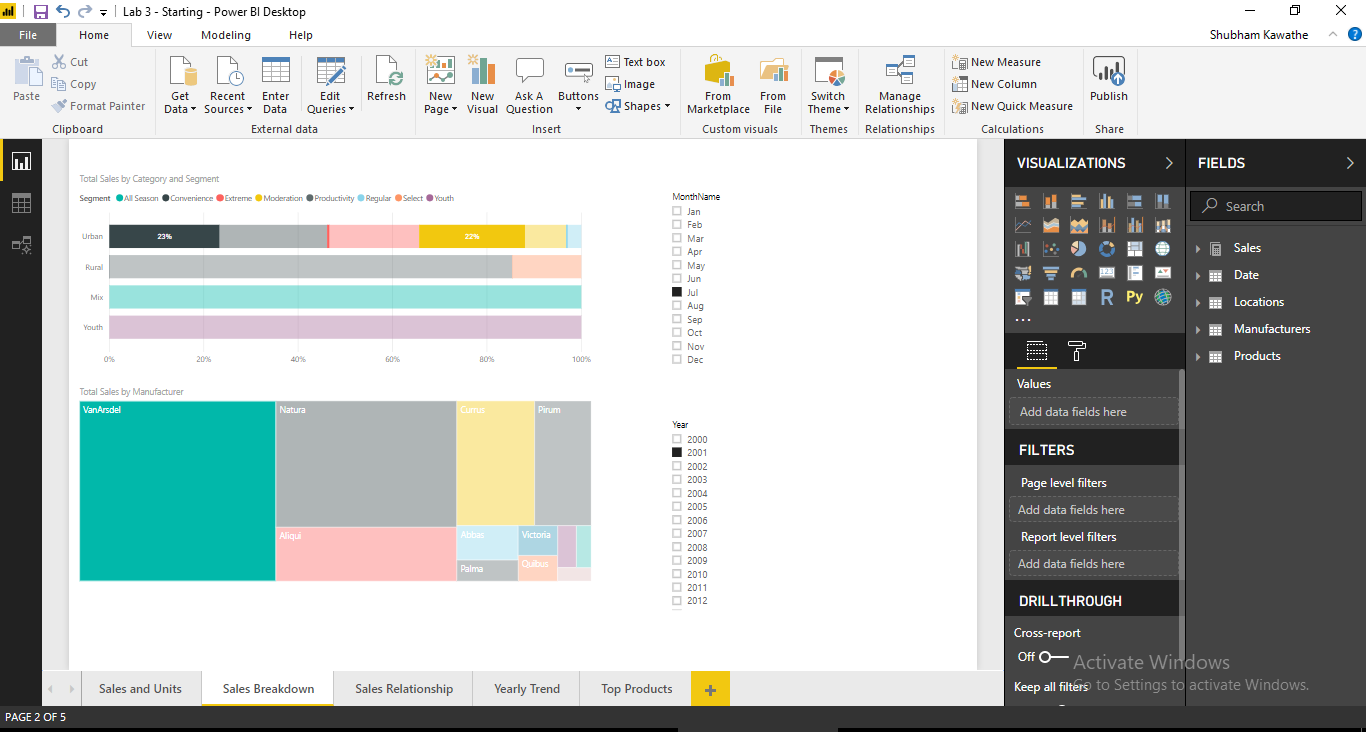 Lab 3 - Starting - Power BI Desktop
File Home View Modeling Help Shubham Kawathe ?
Paste Cut Copy Format Painter
Get Data Recent Sources Enter Data Edit Queries Refresh
New Page New Visual Ask A Question Buttons Text box Image Shapes
From Marketplace From File Switch Theme Manage Relationships
New Measure New Column New Quick Measure Publish
Clipboard External data Insert Custom visuals Themes Relationships Calculations Share
Total Sales by Category and Segment
Segment All Season Convenience Extreme Moderation Productivity Regular Select Youth
Urban 23% 22%
Rural
Mix
Youth
0% 20% 40% 60% 80% 100%
Total Sales by Manufacturer
VanArsdel Natura Currus Pirum
Aliqui Abbas Victoria
Palma Quibus
MonthName
Jan
Feb
Mar
Apr
May
Jun
Jul
Aug
Sep
Oct
Nov
Dec
Year
2000
2001
2002
2003
2004
2005
2006
2007
2008
2009
2010
2011
2012
VISUALIZATIONS
R Py
...
Values
Add data fields here
FILTERS
Page level filters
Add data fields here
Report level filters
Add data fields here
DRILLTHROUGH
Cross-report
Off
Keep all filters
FIELDS
Search
Sales
Date
Locations
Manufacturers
Products
Activate Windows
Go to Settings to activate Windows.
Sales and Units Sales Breakdown Sales Relationship Yearly Trend Top Products +
PAGE 2 OF 5